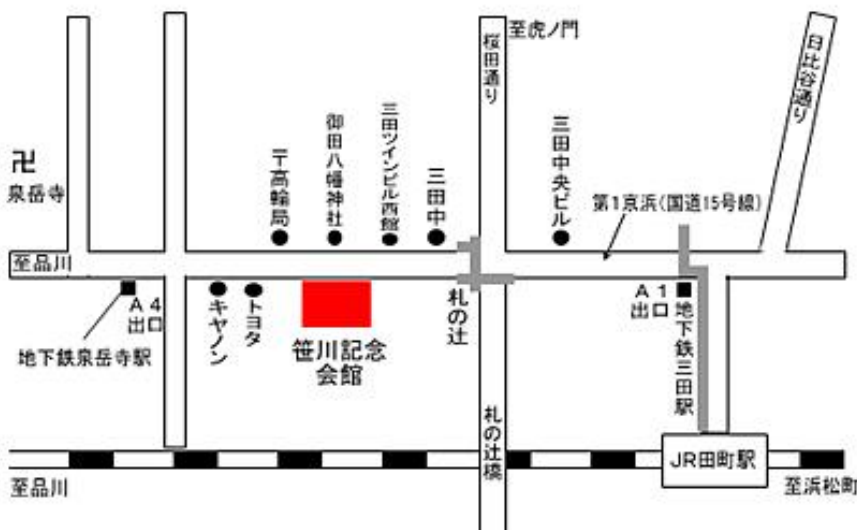 至虎ノ門
桜田通り
日比谷通り
卍
泉岳寺
〒高輪局
御田八幡神社
三田ツインビル西館
三田中
三田中央ビル
第1京浜(国道15号線)
至品川
A4
出口
地下鉄泉岳寺駅
キヤノン
トヨタ
笹川記念
会館
札の辻
A1
出口
地下鉄三田駅
札の辻橋
JR田町駅
至品川
至浜松町